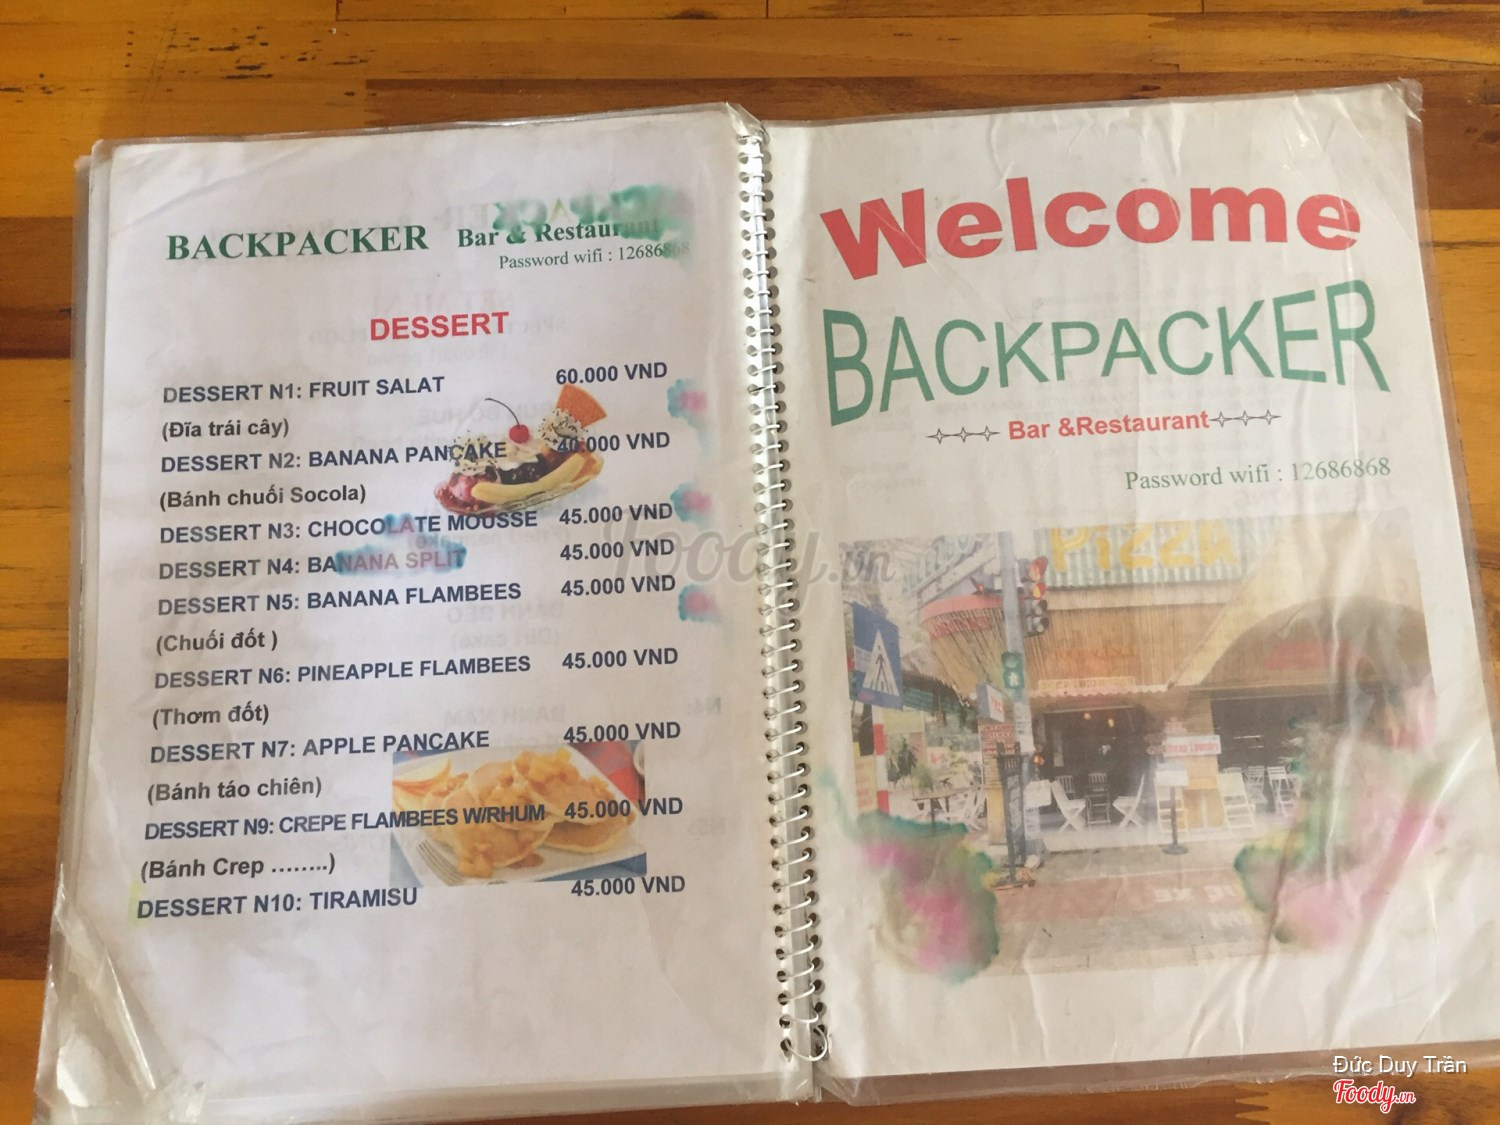 BACKPACKER Bar & Restaurant
Password wifi : 12686868
DESSERT
DESSERT N1: FRUIT SALAT 60.000 VND
(Đĩa trái cây)
DESSERT N2: BANANA PANCAKE 40.000 VND
(Bánh chuối Socola)
DESSERT N3: CHOCOLATE MOUSSE 45.000 VND
DESSERT N4: BANANA SPLIT 45.000 VND
DESSERT N5: BANANA FLAMBEES 45.000 VND
(Chuối đốt )
DESSERT N6: PINEAPPLE FLAMBEES 45.000 VND
(Thơm đốt)
DESSERT N7: APPLE PANCAKE 45.000 VND
(Bánh táo chiên)
DESSERT N9: CREPE FLAMBEES W/RHUM 45.000 VND
(Bánh Crep ........)
DESSERT N10: TIRAMISU 45.000 VND
Welcome
BACKPACKER
Bar &Restaurant
Password wifi : 12686868
Pizza
Foody.vn
Đức Duy Trần
Foody.vn